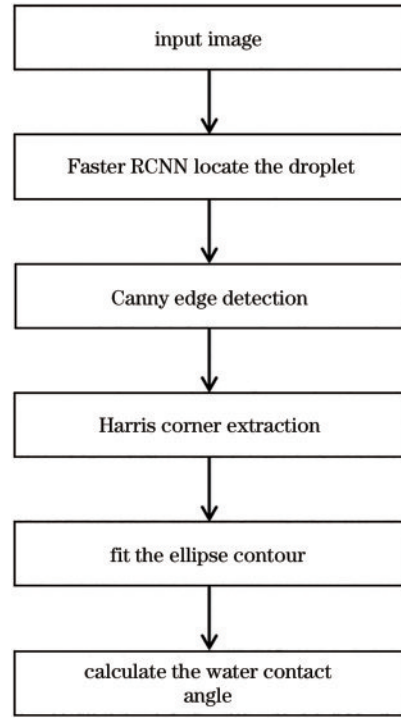 input image
Faster RCNN locate the droplet
Canny edge detection
Harris corner extraction
fit the ellipse contour
calculate the water contact
angle